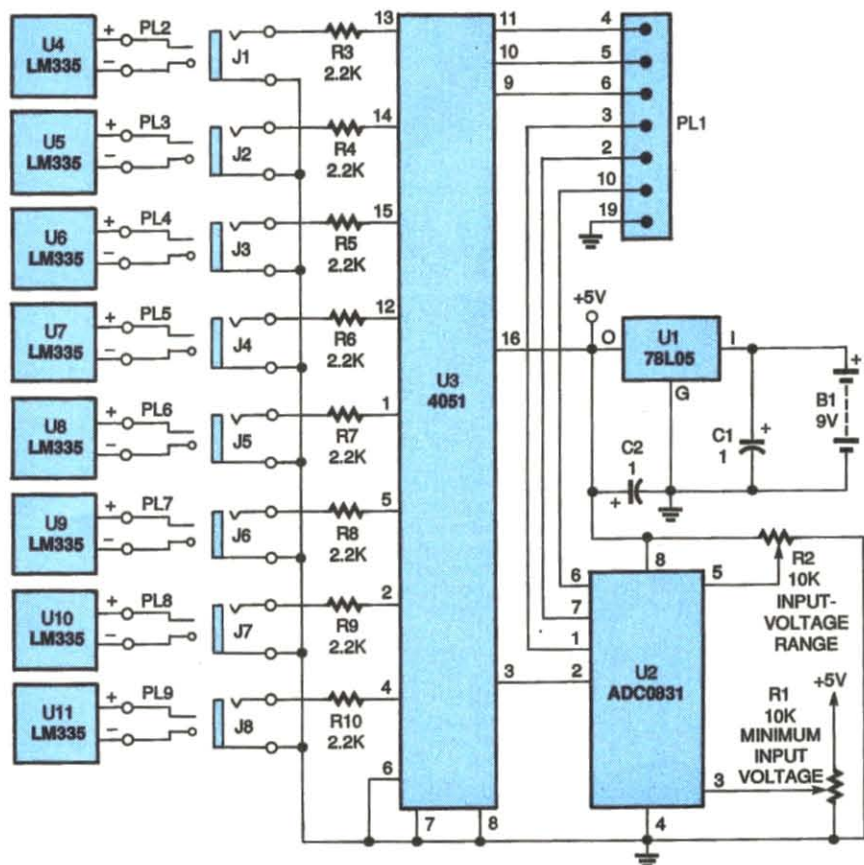 U4
LM335
+
PL2
−
J1
13
R3
2.2K
U5
LM335
+
PL3
−
J2
14
R4
2.2K
U6
LM335
+
PL4
−
J3
15
R5
2.2K
U7
LM335
+
PL5
−
J4
12
R6
2.2K
U8
LM335
+
PL6
−
J5
1
R7
2.2K
U9
LM335
+
PL7
−
J6
5
R8
2.2K
U10
LM335
+
PL8
−
J7
2
R9
2.2K
U11
LM335
+
PL9
−
J8
4
R10
2.2K
6
7
8
U3
4051
11
10
9
16
3
4
5
6
3
2
10
19
PL1
+5V
O
U1
78L05
I
G
+
B1
9V
C1
1
+
C2
1
+
8
6
7
1
2
5
3
4
U2
ADC0831
R2
10K
INPUT-
VOLTAGE
RANGE
R1
10K
MINIMUM
INPUT
VOLTAGE
+5V